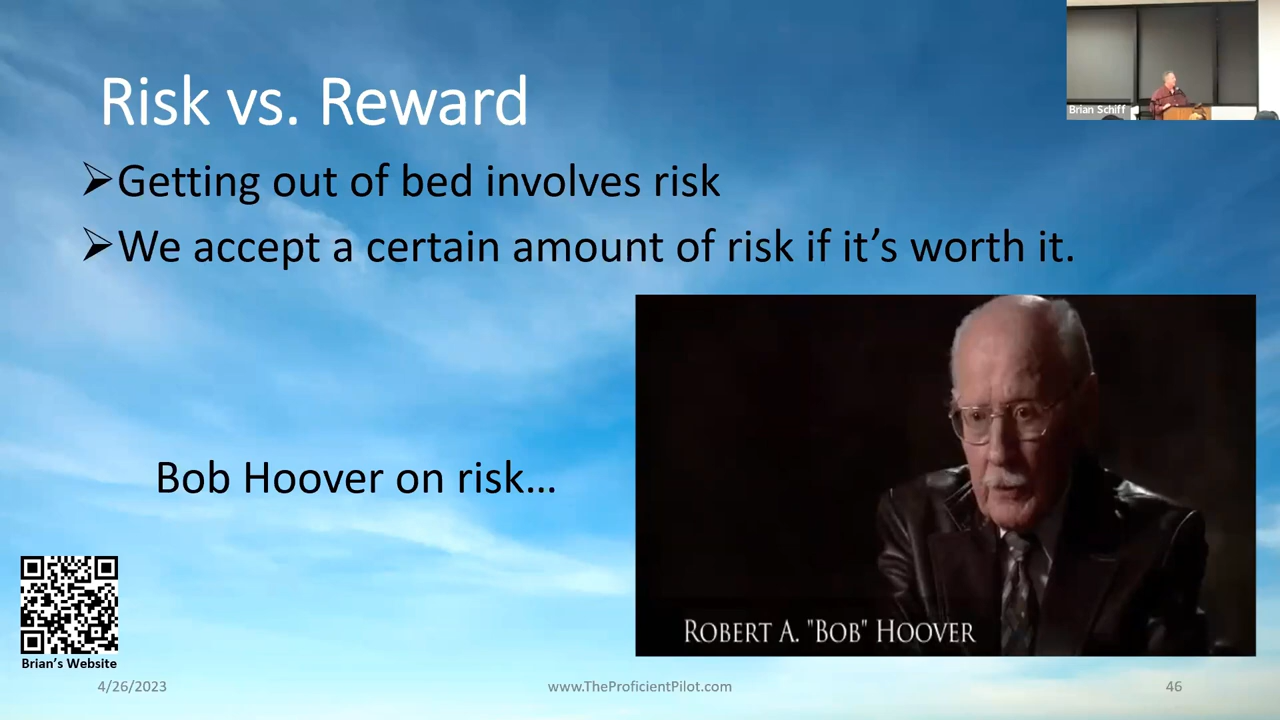 Risk vs. Reward
Brian Schiff
➢Getting out of bed involves risk
➢We accept a certain amount of risk if it’s worth it.
Bob Hoover on risk...
ROBERT A. "BOB" HOOVER
Brian’s Website
4/26/2023
www.TheProficientPilot.com
46